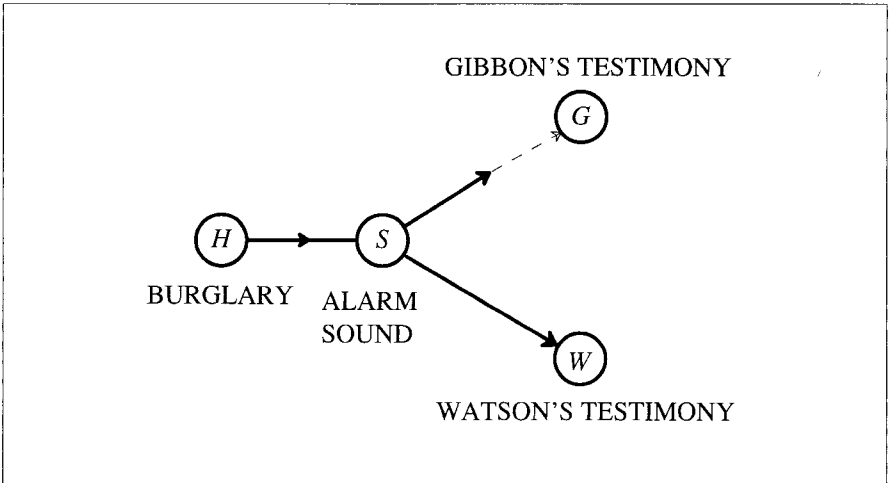 GIBBON'S TESTIMONY
G
H
S
BURGLARY
ALARM
SOUND
W
WATSON'S TESTIMONY